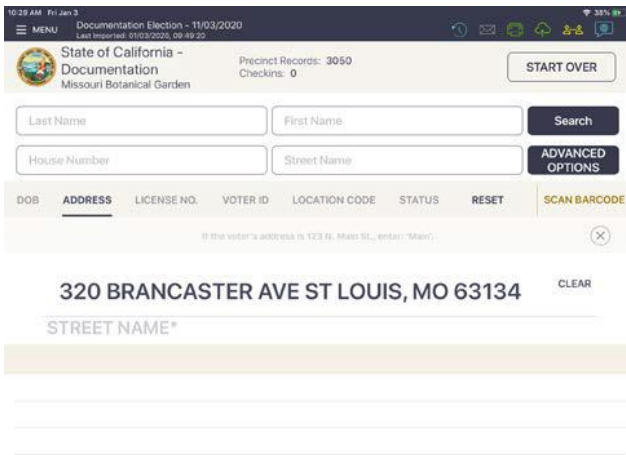 10:29 AM Fri Jan 3
38%
MENU
Documentation Election - 11/03/2020
Last Imported: 01/03/2020, 09:49:20
State of California -
Documentation
Missouri Botanical Garden
Precinct Records: 3050
Checkins: 0
START OVER
Last Name
First Name
Search
House Number
Street Name
ADVANCED
OPTIONS
DOB ADDRESS LICENSE NO. VOTER ID LOCATION CODE STATUS RESET SCAN BARCODE
If the voter's address is 123 N. Main St., enter: 'Main'.
320 BRANCASTER AVE ST LOUIS, MO 63134
CLEAR
STREET NAME*